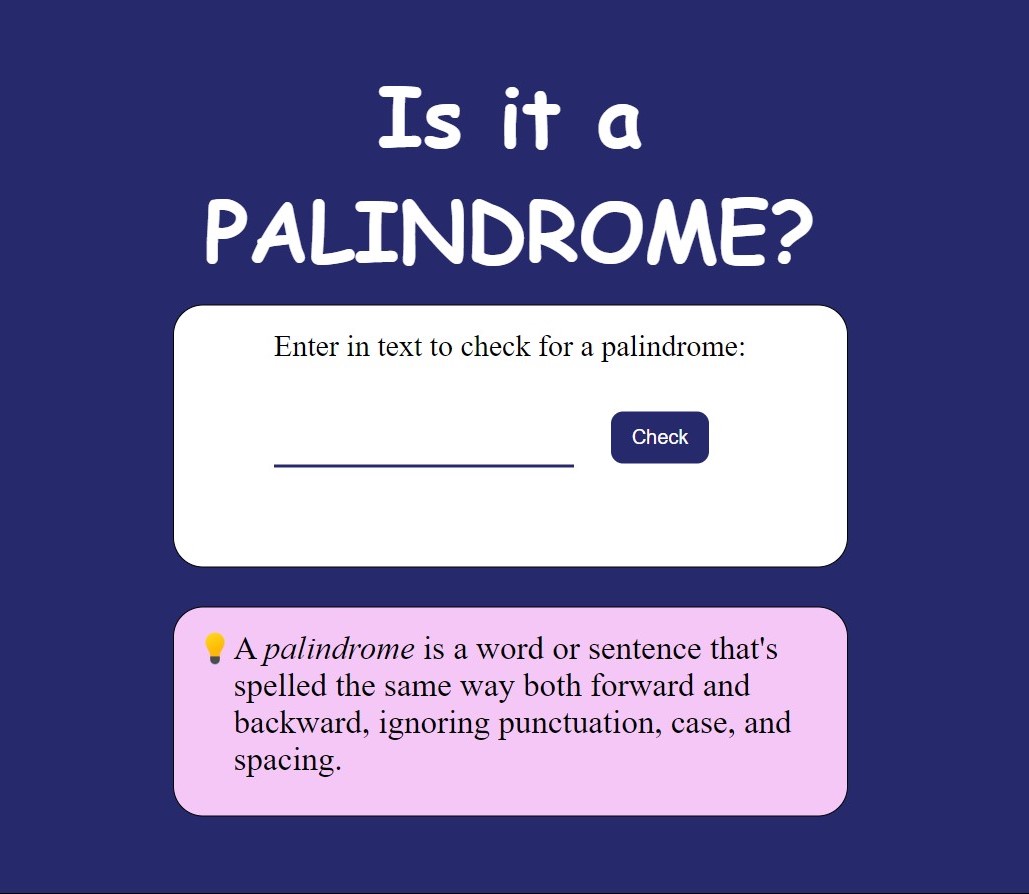 Is it a
PALINDROME?
Enter in text to check for a palindrome:
Check
A palindrome is a word or sentence that's
spelled the same way both forward and
backward, ignoring punctuation, case, and
spacing.